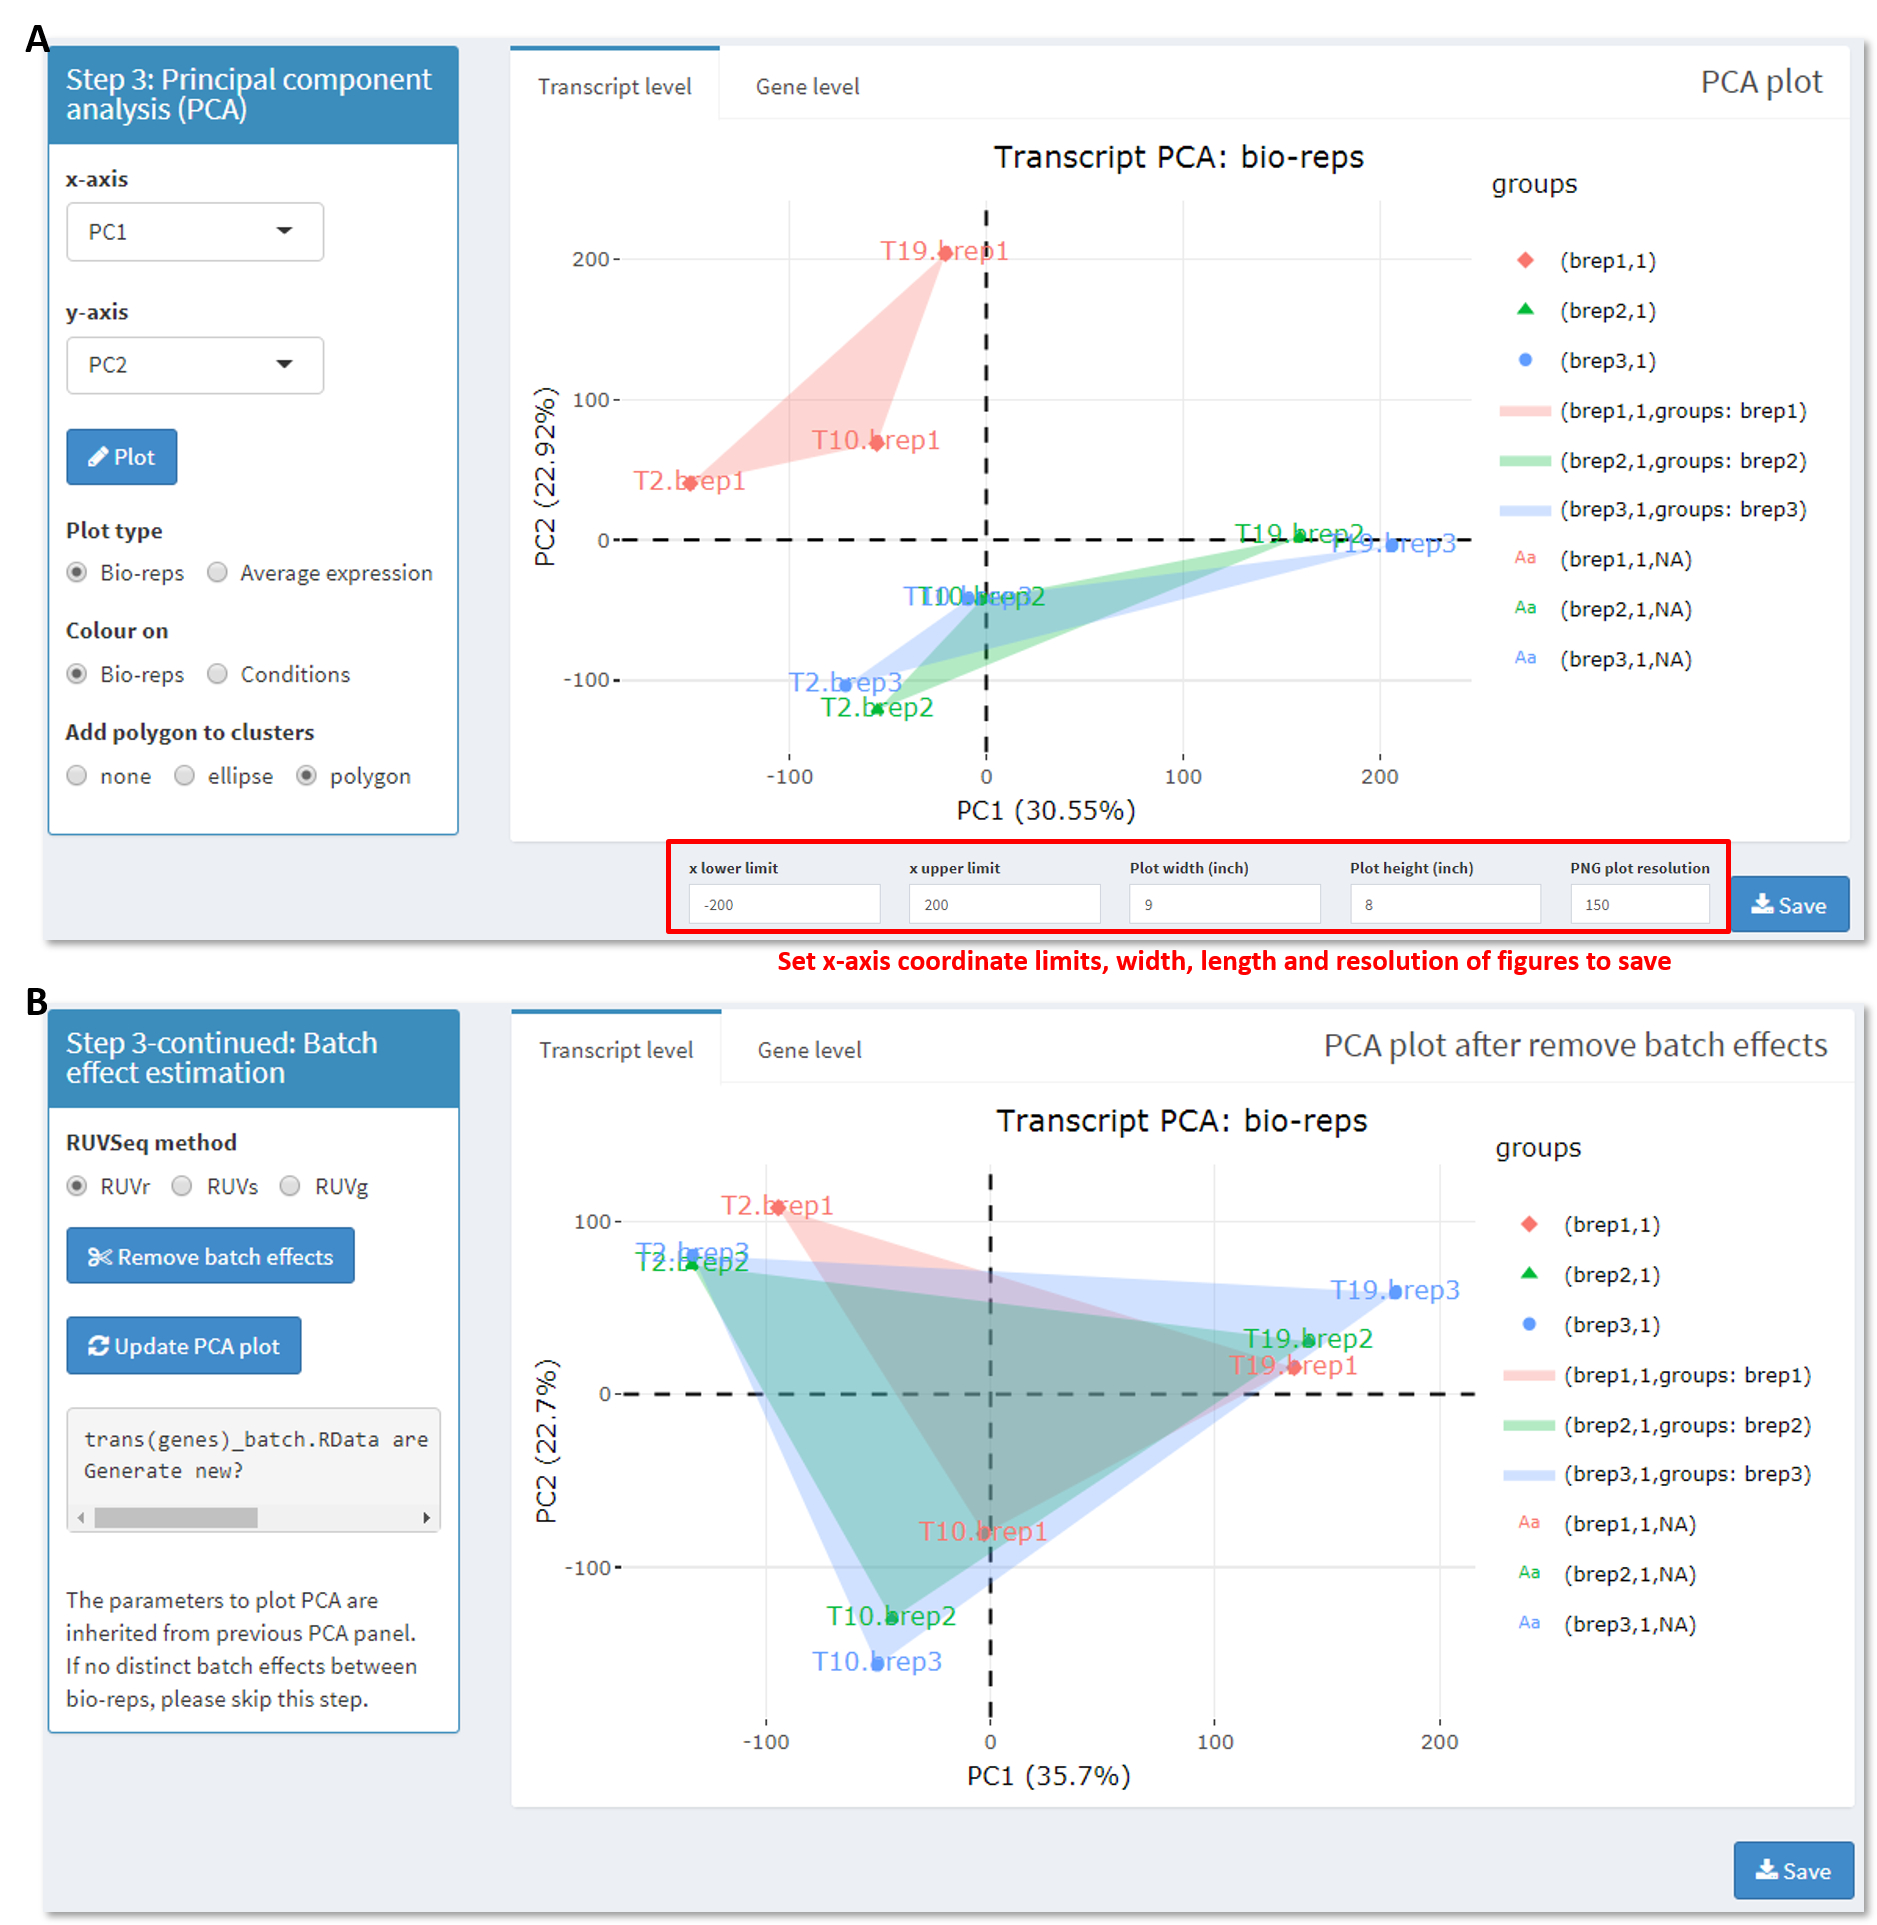 A
Step 3: Principal component
analysis (PCA)
x-axis
PC1
y-axis
PC2
Plot
Plot type
Bio-reps Average expression
Colour on
Bio-reps Conditions
Add polygon to clusters
none ellipse polygon
Transcript level Gene level PCA plot
Transcript PCA: bio-reps
PC2 (22.92%)
200
100
0
-100
T19.brep1
T10.brep1
T2.brep1
T19.brep2
T19.brep3
T10.brep3
T10.brep2
T2.brep3
T2.brep2
-100 0 100 200
PC1 (30.55%)
groups
(brep1,1)
(brep2,1)
(brep3,1)
(brep1,1,groups: brep1)
(brep2,1,groups: brep2)
(brep3,1,groups: brep3)
Aa (brep1,1,NA)
Aa (brep2,1,NA)
Aa (brep3,1,NA)
x lower limit x upper limit Plot width (inch) Plot height (inch) PNG plot resolution
-200 200 9 8 150
Save
Set x-axis coordinate limits, width, length and resolution of figures to save
B
Step 3-continued: Batch
effect estimation
RUVSeq method
RUVr RUVs RUVg
Remove batch effects
Update PCA plot
trans(genes)_batch.RData are
Generate new?
The parameters to plot PCA are
inherited from previous PCA panel.
If no distinct batch effects between
bio-reps, please skip this step.
Transcript level Gene level PCA plot after remove batch effects
Transcript PCA: bio-reps
PC2 (22.7%)
100
0
-100
T2.brep1
T2.brep3
T2.brep2
T19.brep3
T19.brep2
T19.brep1
T10.brep1
T10.brep2
T10.brep3
-100 0 100 200
PC1 (35.7%)
groups
(brep1,1)
(brep2,1)
(brep3,1)
(brep1,1,groups: brep1)
(brep2,1,groups: brep2)
(brep3,1,groups: brep3)
Aa (brep1,1,NA)
Aa (brep2,1,NA)
Aa (brep3,1,NA)
Save